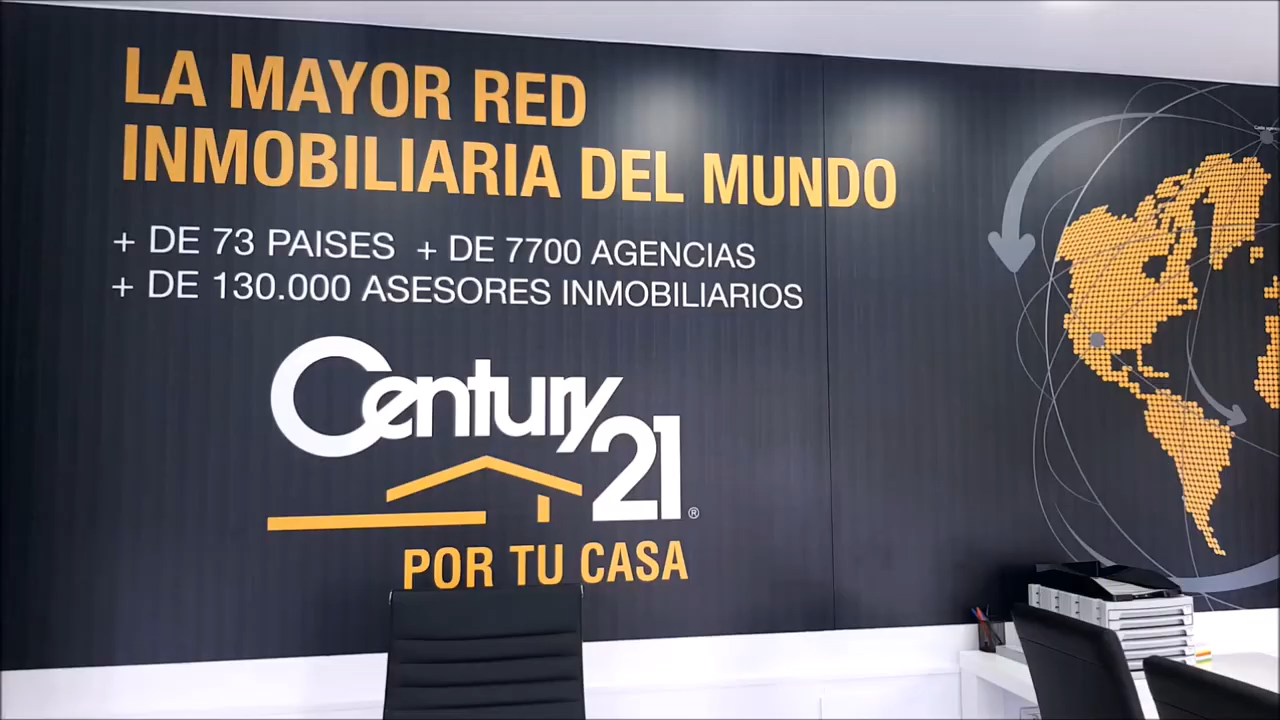 LA MAYOR RED
INMOBILIARIA DEL MUNDO
+ DE 73 PAISES + DE 7700 AGENCIAS
+ DE 130.000 ASESORES INMOBILIARIOS
Century
21®
POR TU CASA